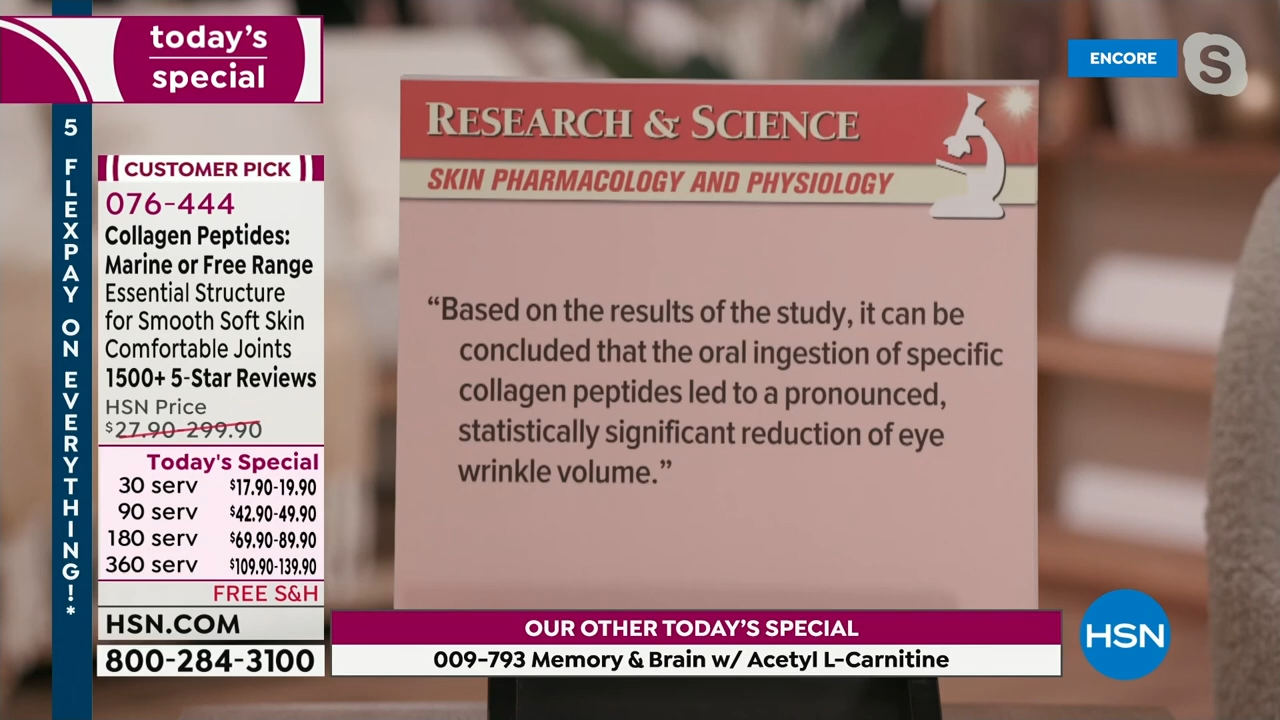 today's
special
5 FLEXPAY ON EVERYTHING!*
CUSTOMER PICK
076-444
Collagen Peptides:
Marine or Free Range
Essential Structure
for Smooth Soft Skin
Comfortable Joints
1500+ 5-Star Reviews
HSN Price
$27.90-299.90
Today's Special
30 serv $17.90-19.90
90 serv $42.90-49.90
180 serv $69.90-89.90
360 serv $109.90-139.90
FREE S&H
HSN.COM
800-284-3100
ENCORE
S
RESEARCH & SCIENCE
SKIN PHARMACOLOGY AND PHYSIOLOGY
“Based on the results of the study, it can be
concluded that the oral ingestion of specific
collagen peptides led to a pronounced,
statistically significant reduction of eye
wrinkle volume.”
OUR OTHER TODAY'S SPECIAL
009-793 Memory & Brain w/ Acetyl L-Carnitine
HSN